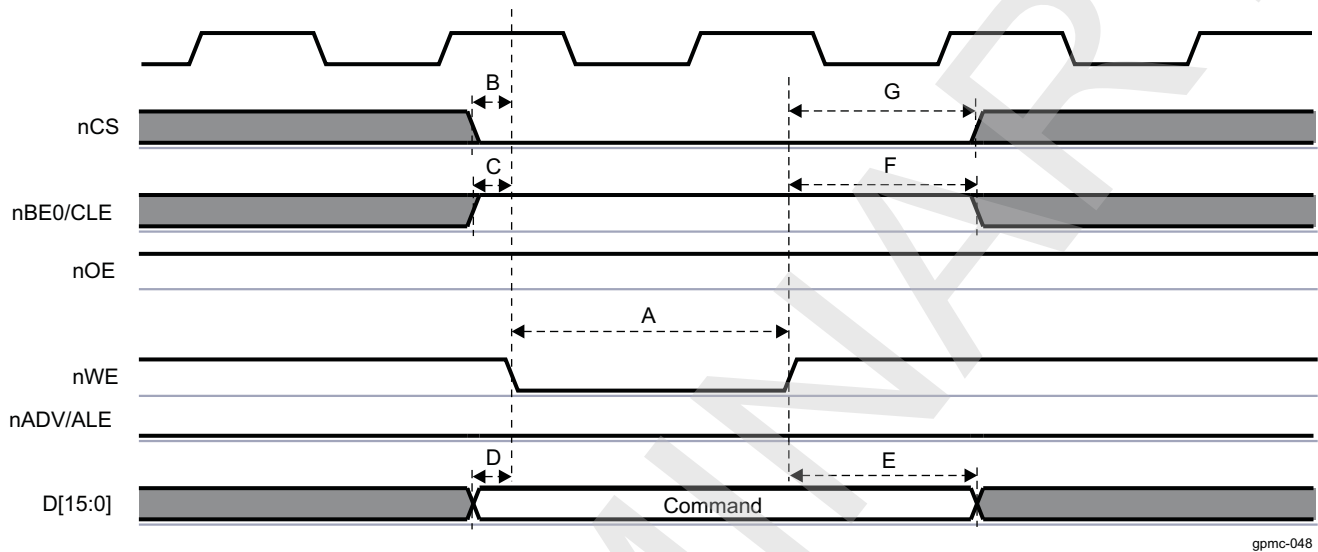 B
G
nCS
C
F
nBE0/CLE
nOE
A
nWE
nADV/ALE
D
E
D[15:0]
Command
gpmc-048